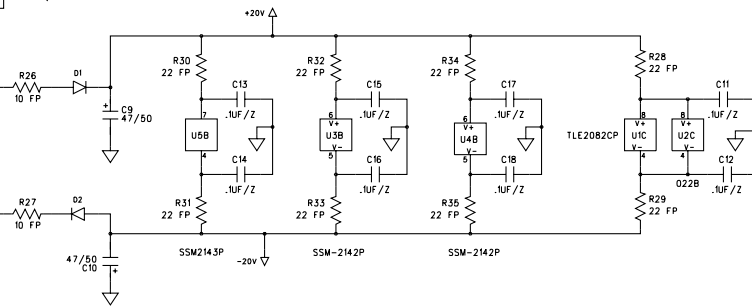 +20V
R26
10 FP
D1
+
C9
47/50
R30
22 FP
C13
.1UF/Z
7
U5B
4
C14
.1UF/Z
R31
22 FP
SSM2143P
R32
22 FP
C15
.1UF/Z
6
V+
U3B
V-
5
C16
.1UF/Z
R33
22 FP
SSM-2142P
R34
22 FP
C17
.1UF/Z
6
V+
U4B
V-
5
C18
.1UF/Z
R35
22 FP
SSM-2142P
R28
22 FP
C11
.1UF/Z
TLE2082CP
8
V+
U1C
V-
4
8
V+
U2C
V-
4
C12
.1UF/Z
022B
R29
22 FP
R27
10 FP
D2
47/50
C10
+
-20V